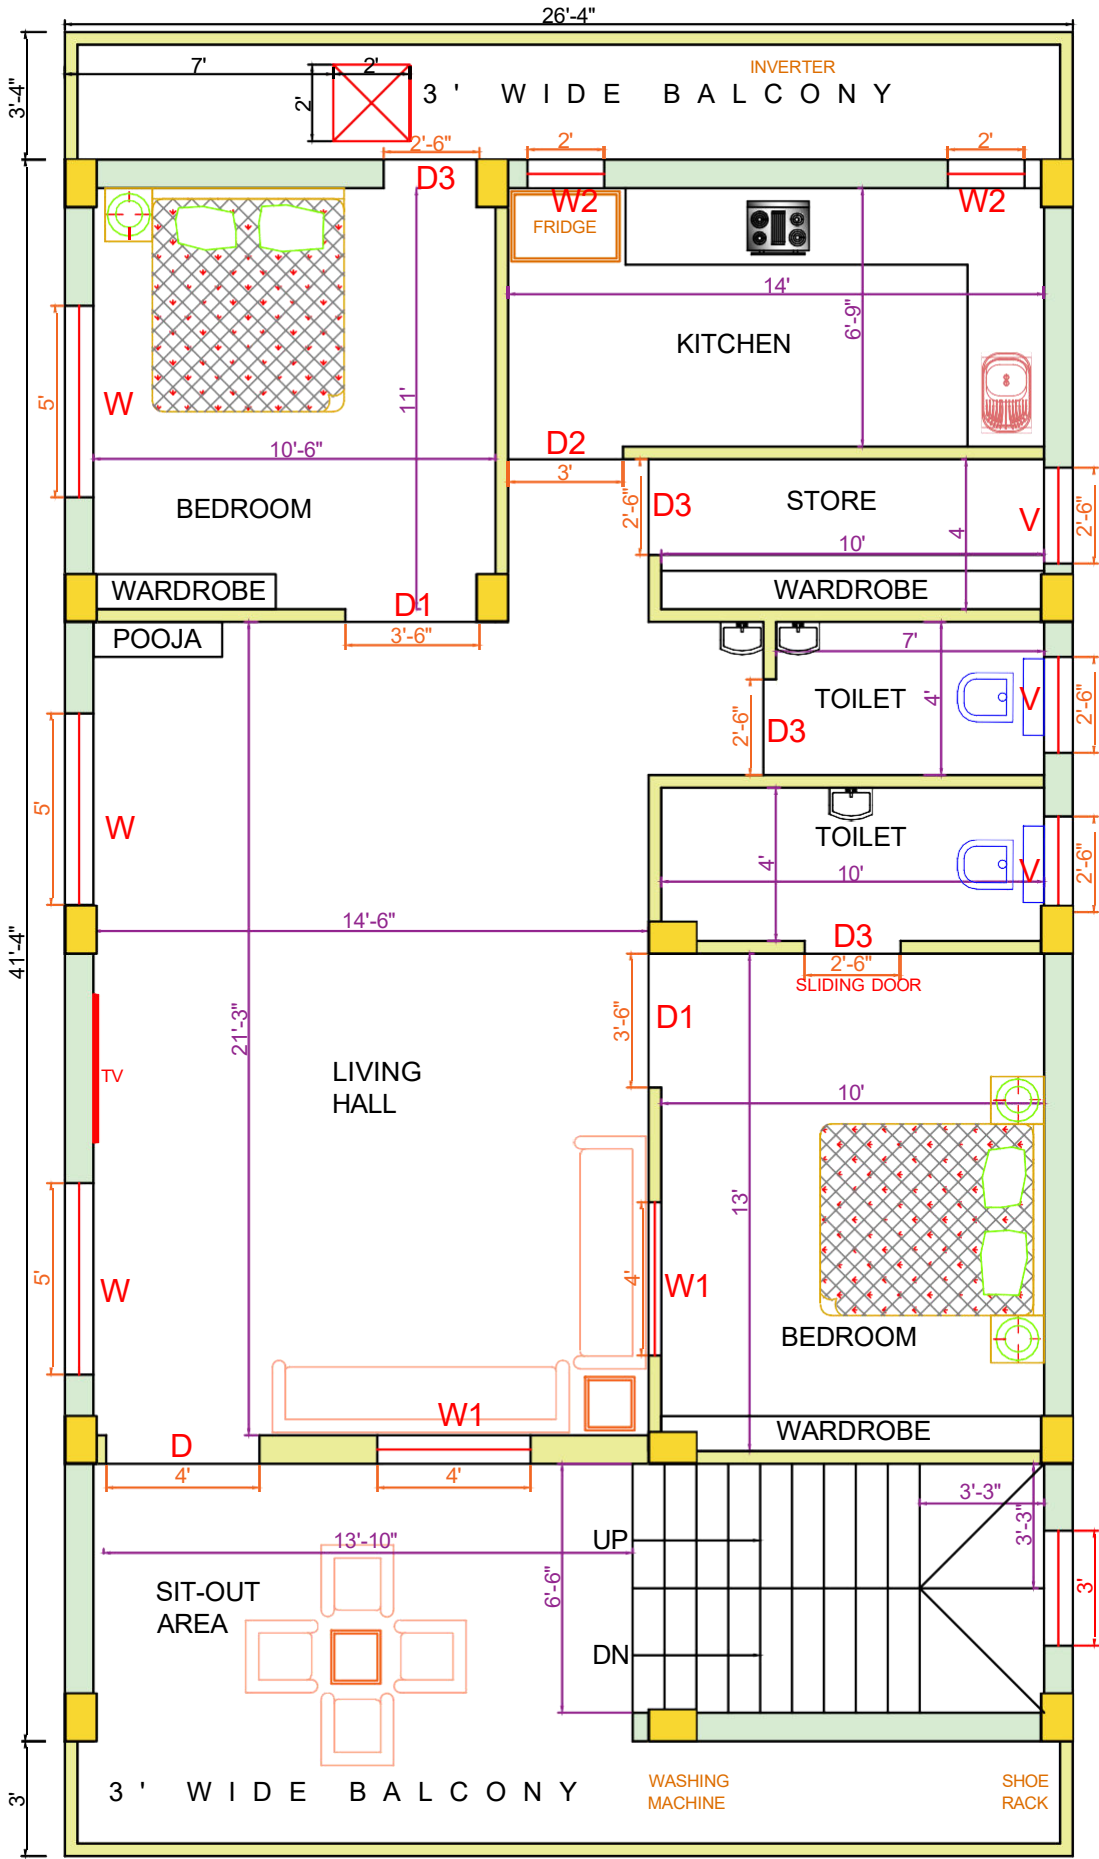 26'-4"
7'
2'
INVERTER
3' WIDE BALCONY
2'
3'-4"
2'-6"
2'
2'
D3
W2
W2
FRIDGE
14'
6'-9"
KITCHEN
11'
5'
W
10'-6"
D2
3'
BEDROOM
2'-6"
D3
STORE
4
V
2'-6"
10'
WARDROBE
D1
WARDROBE
POOJA
3'-6"
7'
TOILET
4'
V
2'-6"
2'-6"
D3
5'
W
TOILET
4'
10'
V
2'-6"
14'-6"
D3
2'-6"
SLIDING DOOR
41'-4"
3'-6"
D1
21'-3"
LIVING
HALL
TV
10'
13'
5'
W
4'
W1
BEDROOM
W1
WARDROBE
D
4'
4'
3'-3"
3'-3"
13'-10"
UP
6'-6"
SIT-OUT
AREA
3'
DN
3' WIDE BALCONY
WASHING
MACHINE
SHOE
RACK
3'